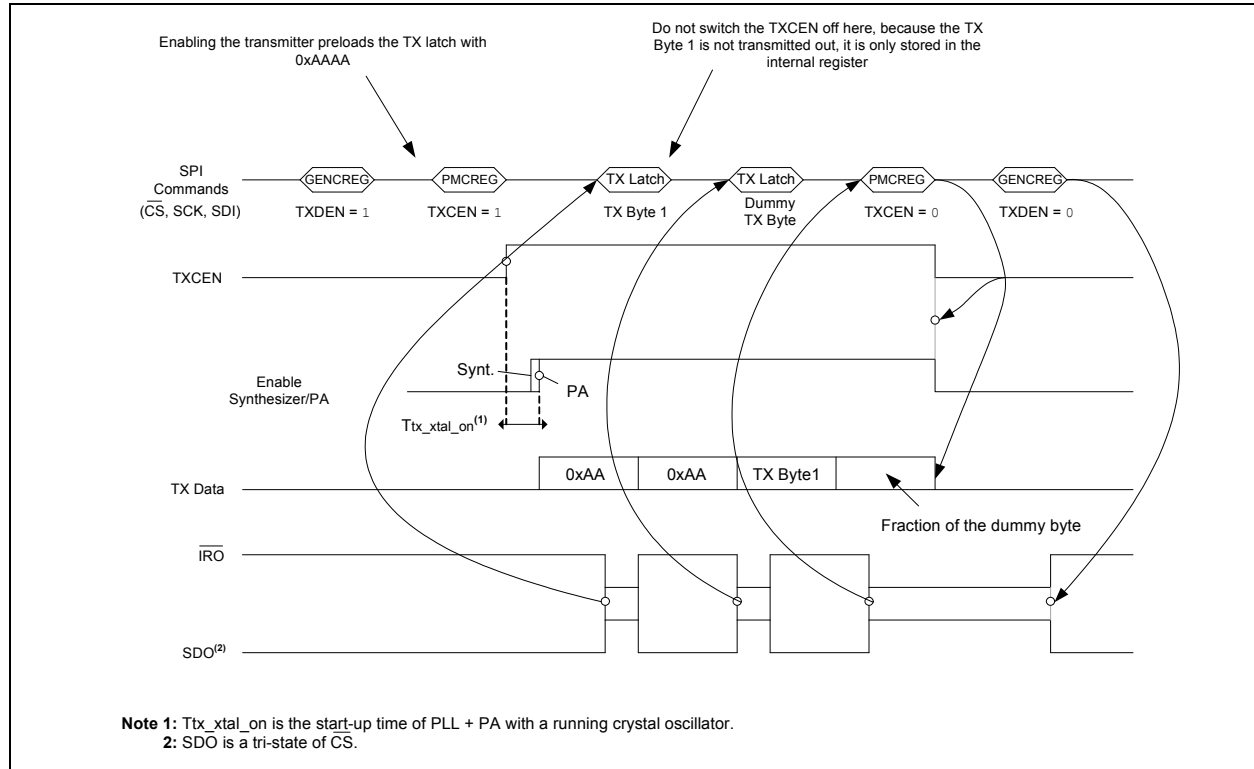 Enabling the transmitter preloads the TX latch with
0xAAAA
Do not switch the TXCEN off here, because the TX
Byte 1 is not transmitted out, it is only stored in the
internal register
SPI
Commands
(CS, SCK, SDI)
GENCREG
PMCREG
TX Latch
TX Latch
PMCREG
GENCREG
TXDEN = 1
TXCEN = 1
TX Byte 1
Dummy
TX Byte
TXCEN = 0
TXDEN = 0
TXCEN
Enable
Synthesizer/PA
Synt.
PA
Ttx_xtal_on(1)
TX Data
0xAA
0xAA
TX Byte1
Fraction of the dummy byte
IRO
SDO(2)
Note 1: Ttx_xtal_on is the start-up time of PLL + PA with a running crystal oscillator.
2: SDO is a tri-state of CS.